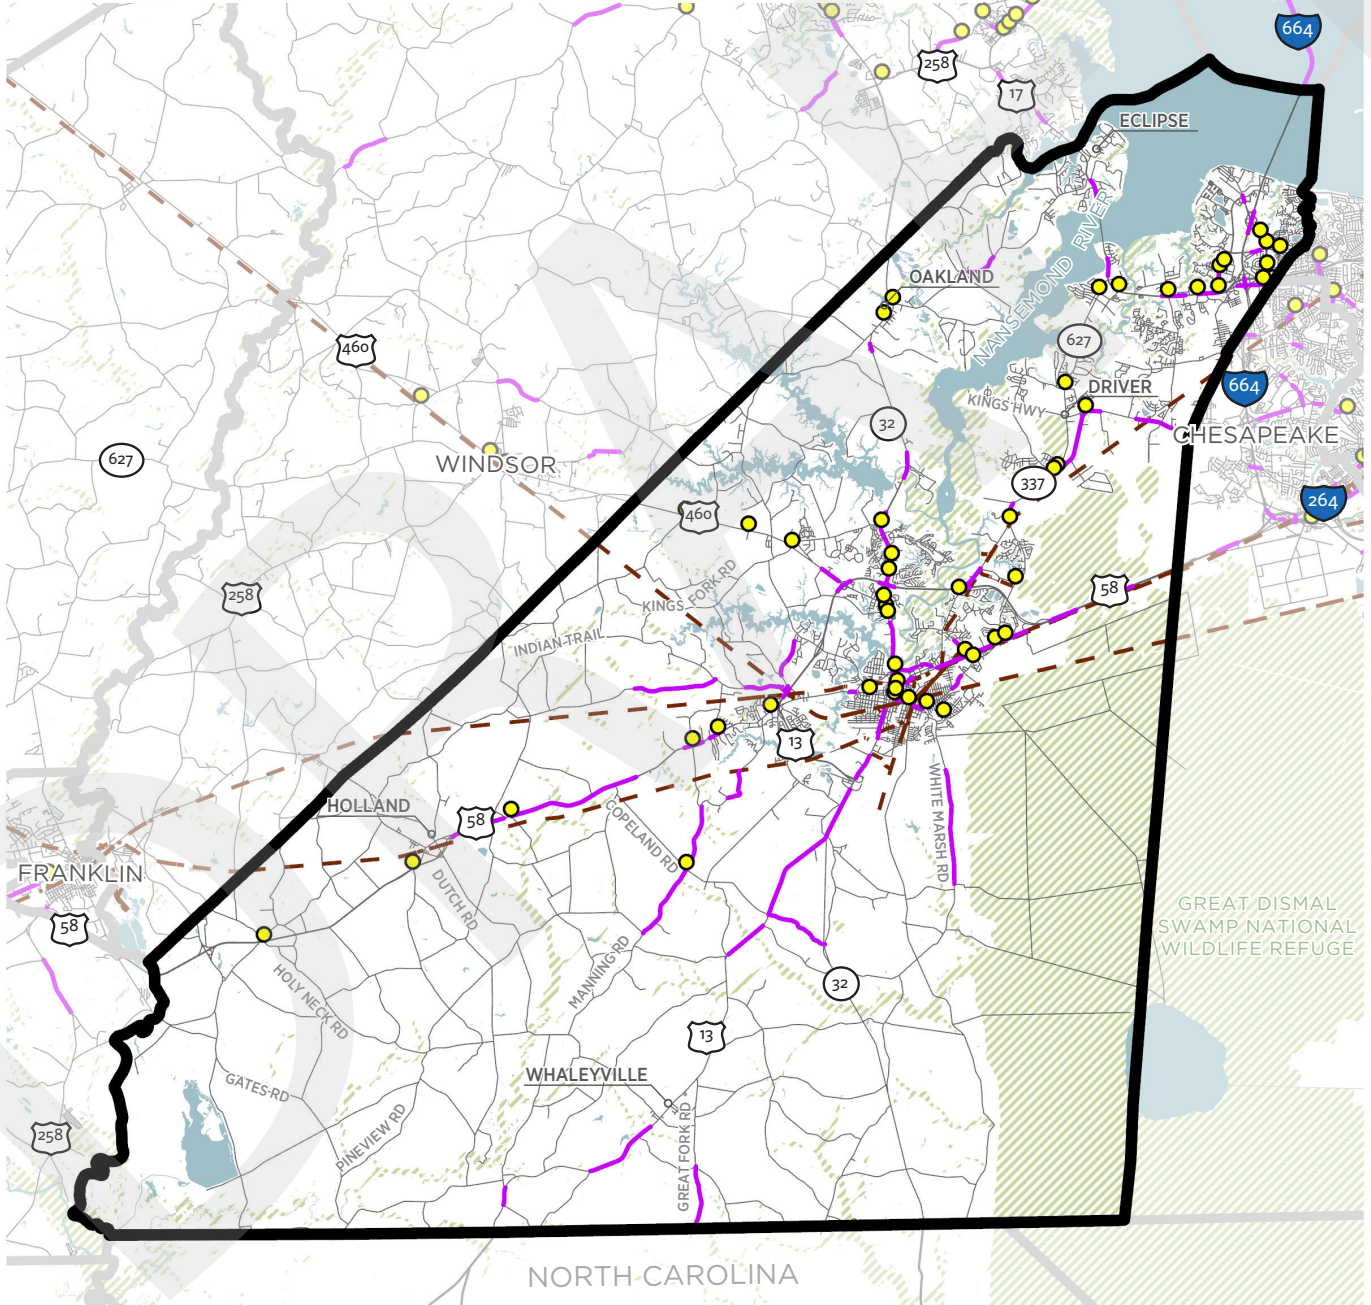 664
258
17
ECLIPSE
NANSEMOND RIVER
OAKLAND
627
460
664
DRIVER
KINGS HWY
32
CHESAPEAKE
627
WINDSOR
337
264
460
58
258
KINGS FORK RD
INDIAN TRAIL
13
HOLLAND
58
COPELAND RD
WHITE MARSH RD
FRANKLIN
DUTCH RD
58
GREAT DISMAL
SWAMP NATIONAL
WILDLIFE REFUGE
MANNING RD
32
HOLY NECK RD
13
WHALEYVILLE
GATES RD
PINEVIEW RD
GREAT FORK RD
258
NORTH CAROLINA